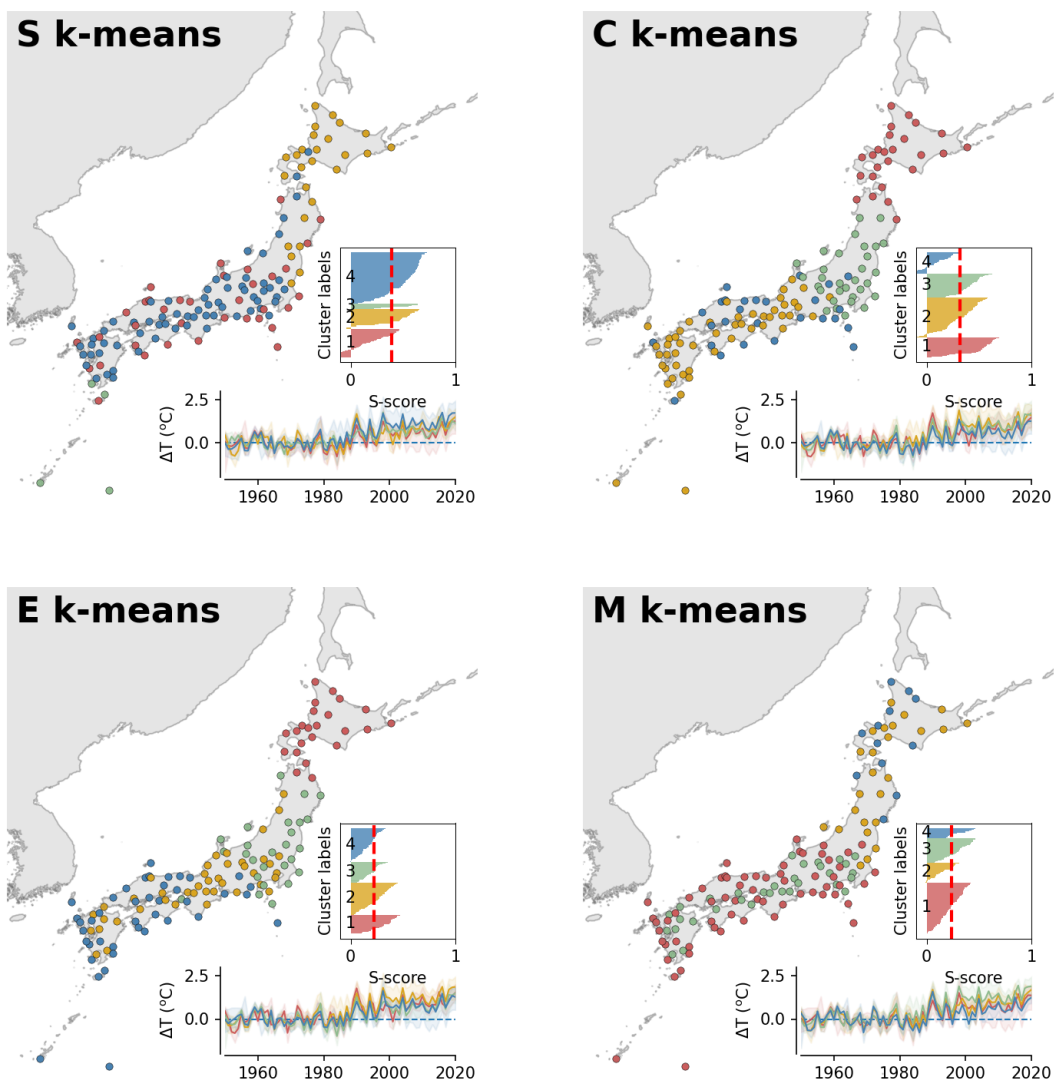 S k-means
Cluster labels
4
3
2
1
0 1
S-score
ΔT (°C)
2.5
0.0
1960 1980 2000 2020
C k-means
Cluster labels
4
3
2
1
0 1
S-score
ΔT (°C)
2.5
0.0
1960 1980 2000 2020
E k-means
Cluster labels
4
3
2
1
0 1
S-score
ΔT (°C)
2.5
0.0
1960 1980 2000 2020
M k-means
Cluster labels
4
3
2
1
0 1
S-score
ΔT (°C)
2.5
0.0
1960 1980 2000 2020